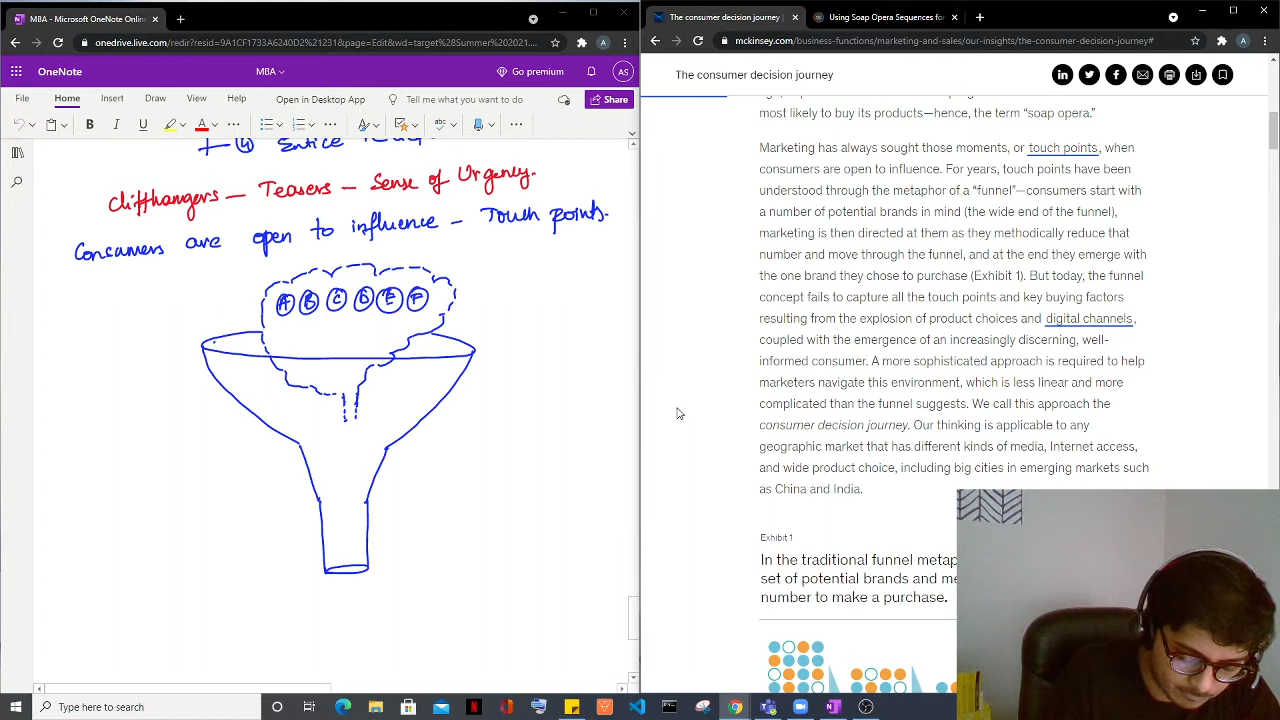 MBA - Microsoft OneNote Online
onedrive.live.com/redir?resid=9A1CF1733A6240D2%21231&page=Edit&wd=target%28Summer%202021....
A
OneNote
MBA
Go premium
AS
File
Home
Insert
Draw
View
Help
Open in Desktop App
Tell me what you want to do
Share
B
I
U
A
abc
④ Entice
Cliffhangers — Teasers — Sense of Urgency.
Consumers are open to influence - Touch points.
A B C D E F
The consumer decision journey
Using Soap Opera Sequences for
mckinsey.com/business-functions/marketing-and-sales/our-insights/the-consumer-decision-journey#
A
The consumer decision journey
most likely to buy its products—hence, the term “soap opera.”
Marketing has always sought those moments, or touch points, when
consumers are open to influence. For years, touch points have been
understood through the metaphor of a “funnel”—consumers start with
a number of potential brands in mind (the wide end of the funnel),
marketing is then directed at them as they methodically reduce that
number and move through the funnel, and at the end they emerge with
the one brand they chose to purchase (Exhibit 1). But today, the funnel
concept fails to capture all the touch points and key buying factors
resulting from the explosion of product choices and digital channels,
coupled with the emergence of an increasingly discerning, well-
informed consumer. A more sophisticated approach is required to help
marketers navigate this environment, which is less linear and more
complicated than the funnel suggests. We call this approach the
consumer decision journey. Our thinking is applicable to any
geographic market that has different kinds of media, Internet access,
and wide product choice, including big cities in emerging markets such
as China and India.
Exhibit 1
In the traditional funnel
set of potential brands and
number to make a purchase.
Type here to search